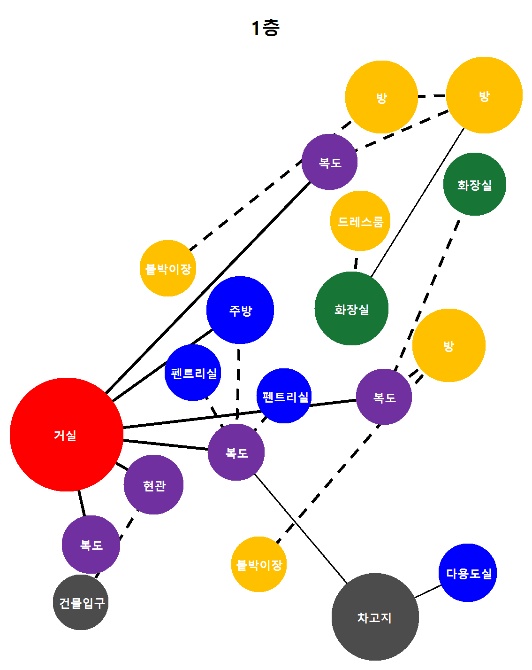 1층
방
방
복도
화장실
드레스룸
붙박이장
주방
화장실
방
펜트리실
펜트리실
복도
거실
복도
현관
복도
붙박이장
다용도실
건물입구
차고지